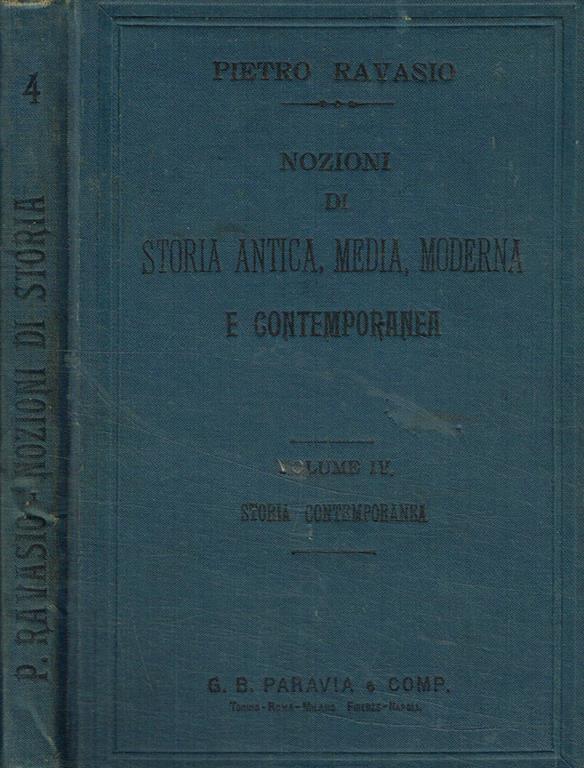 4
P. RAVASIO - NOZIONI DI STORIA
PIETRO RAVASIO
NOZIONI
DI
STORIA ANTICA, MEDIA, MODERNA
E CONTEMPORANEA
VOLUME IV.
STORIA CONTEMPORANEA
G. B. PARAVIA & COMP.
TORINO-ROMA-MILANO FIRENZE-NAPOLI.